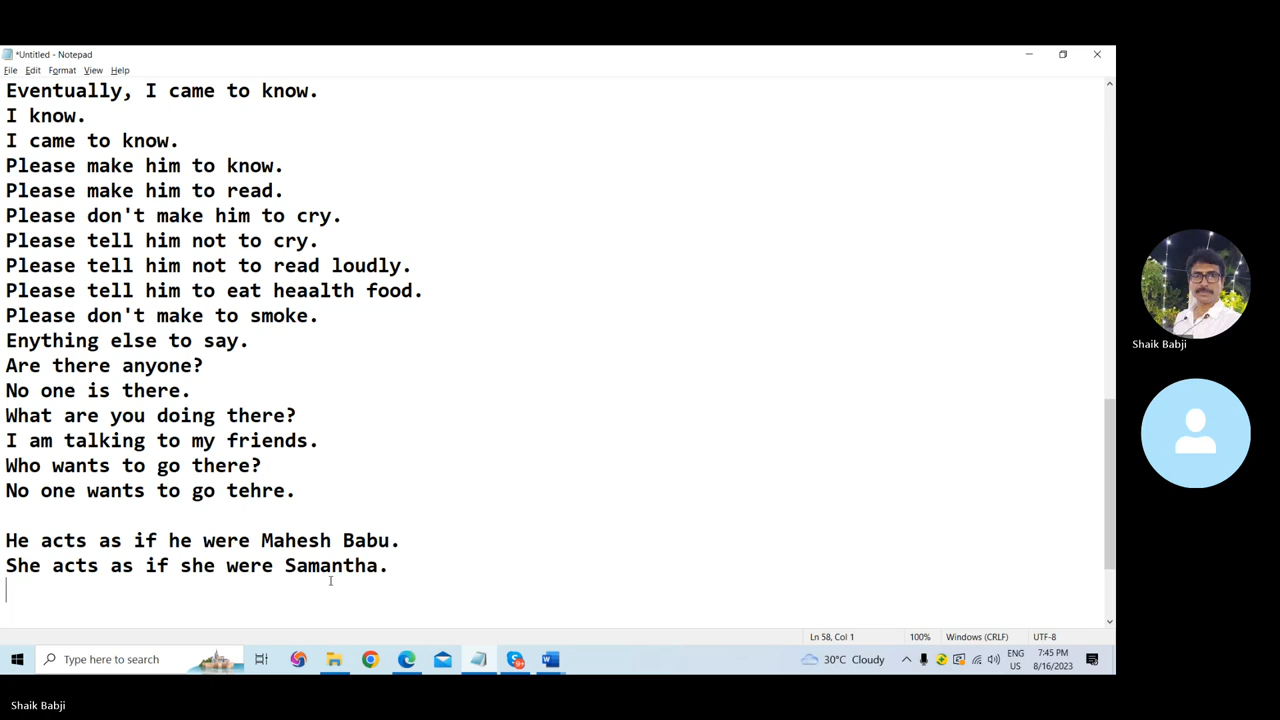 *Untitled - Notepad
File Edit Format View Help
Eventually, I came to know.
I know.
I came to know.
Please make him to know.
Please make him to read.
Please don't make him to cry.
Please tell him not to cry.
Please tell him not to read loudly.
Please tell him to eat heaalth food.
Please don't make to smoke.
Enything else to say.
Are there anyone?
No one is there.
What are you doing there?
I am talking to my friends.
Who wants to go there?
No one wants to go tehre.
He acts as if he were Mahesh Babu.
She acts as if she were Samantha.
Ln 58, Col 1 100% Windows (CRLF) UTF-8
Type here to search
30°C Cloudy
ENG
US
7:45 PM
8/16/2023
Shaik Babji
Shaik Babji